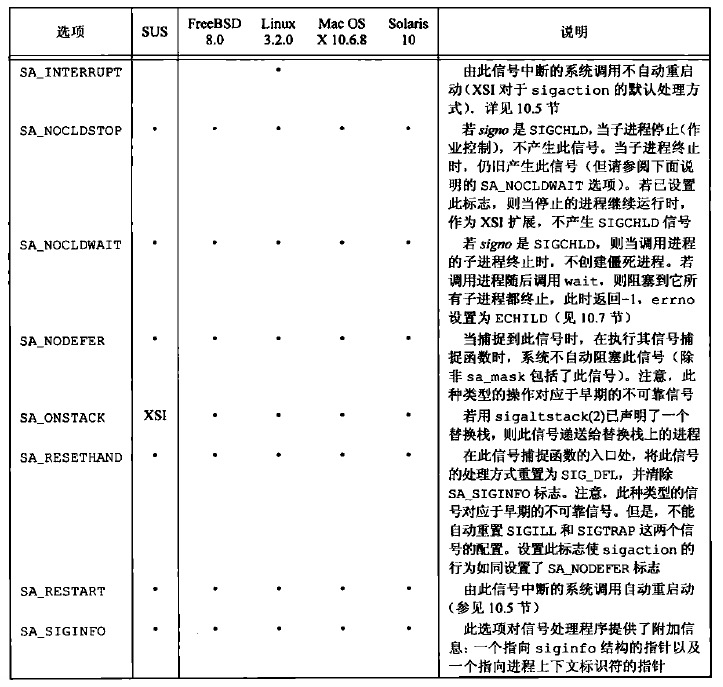 选项 SUS FreeBSD 8.0 Linux 3.2.0 Mac OS X 10.6.8 Solaris 10 说明
SA_INTERRUPT • 由此信号中断的系统调用不自动重启
动(XSI 对于 sigaction 的默认处理方
式)。详见 10.5 节
SA_NOCLDSTOP • • • • • 若 signo 是 SIGCHLD,当子进程停止(作
业控制),不产生此信号。当子进程终止
时,仍旧产生此信号(但请参阅下面说
明的 SA_NOCLDWAIT 选项)。若已设置
此标志,则当停止的进程继续运行时,
作为 XSI 扩展,不产生 SIGCHLD 信号
SA_NOCLDWAIT • • • • • 若 signo 是 SIGCHLD,则当调用进程
的子进程终止时,不创建僵死进程。若
调用进程随后调用 wait,则阻塞到它所
有子进程都终止,此时返回-1,errno
设置为 ECHILD(见 10.7 节)
SA_NODEFER • • • • • 当捕捉到此信号时,在执行其信号捕
捉函数时,系统不自动阻塞此信号(除
非 sa_mask 包括了此信号)。注意,此
种类型的操作对应于早期的不可靠信号
SA_ONSTACK XSI • • • • 若用 sigaltstack(2)已声明了一个
替换栈,则此信号递送给替换栈上的进程
SA_RESETHAND • • • • • 在此信号捕捉函数的入口处,将此信号
的处理方式重置为 SIG_DFL,并清除
SA_SIGINFO 标志。注意,此种类型的信
号对应于早期的不可靠信号。但是,不能
自动重置 SIGILL 和 SIGTRAP 这两个信
号的配置。设置此标志使 sigaction 的
行为如同设置了 SA_NODEFER 标志
SA_RESTART • • • • • 由此信号中断的系统调用自动重启动
(参见 10.5 节)
SA_SIGINFO • • • • • 此选项对信号处理程序提供了附加信
息:一个指向 siginfo 结构的指针以及
一个指向进程上下文标识符的指针